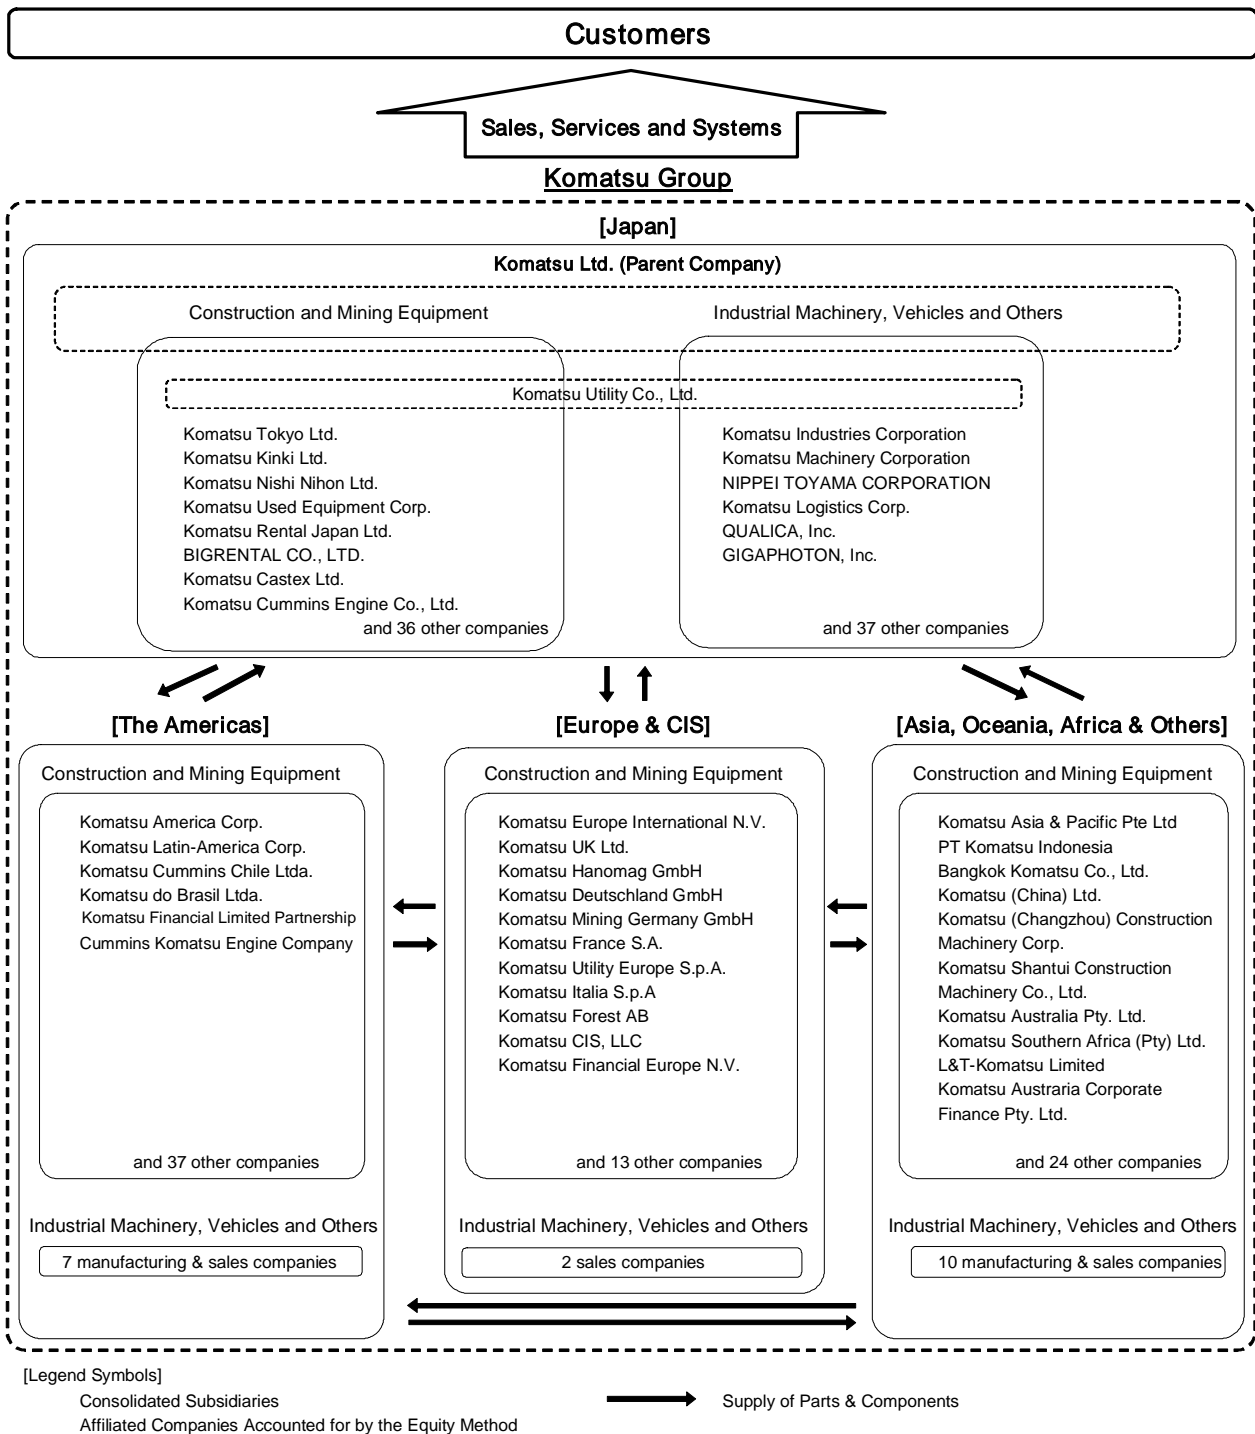 Customers
Sales, Services and Systems
Komatsu Group
[Japan]
Komatsu Ltd. (Parent Company)
Construction and Mining Equipment
Industrial Machinery, Vehicles and Others
Komatsu Utility Co., Ltd.
Komatsu Tokyo Ltd.
Komatsu Kinki Ltd.
Komatsu Nishi Nihon Ltd.
Komatsu Used Equipment Corp.
Komatsu Rental Japan Ltd.
BIGRENTAL CO., LTD.
Komatsu Castex Ltd.
Komatsu Cummins Engine Co., Ltd.
and 36 other companies
Komatsu Industries Corporation
Komatsu Machinery Corporation
NIPPEI TOYAMA CORPORATION
Komatsu Logistics Corp.
QUALICA, Inc.
GIGAPHOTON, Inc.
and 37 other companies
[The Americas]
Construction and Mining Equipment
Komatsu America Corp.
Komatsu Latin-America Corp.
Komatsu Cummins Chile Ltda.
Komatsu do Brasil Ltda.
Komatsu Financial Limited Partnership
Cummins Komatsu Engine Company
and 37 other companies
Industrial Machinery, Vehicles and Others
7 manufacturing & sales companies
[Europe & CIS]
Construction and Mining Equipment
Komatsu Europe International N.V.
Komatsu UK Ltd.
Komatsu Hanomag GmbH
Komatsu Deutschland GmbH
Komatsu Mining Germany GmbH
Komatsu France S.A.
Komatsu Utility Europe S.p.A.
Komatsu Italia S.p.A
Komatsu Forest AB
Komatsu CIS, LLC
Komatsu Financial Europe N.V.
and 13 other companies
Industrial Machinery, Vehicles and Others
2 sales companies
[Asia, Oceania, Africa & Others]
Construction and Mining Equipment
Komatsu Asia & Pacific Pte Ltd
PT Komatsu Indonesia
Bangkok Komatsu Co., Ltd.
Komatsu (China) Ltd.
Komatsu (Changzhou) Construction
Machinery Corp.
Komatsu Shantui Construction
Machinery Co., Ltd.
Komatsu Australia Pty. Ltd.
Komatsu Southern Africa (Pty) Ltd.
L&T-Komatsu Limited
Komatsu Austraria Corporate
Finance Pty. Ltd.
and 24 other companies
Industrial Machinery, Vehicles and Others
10 manufacturing & sales companies
[Legend Symbols]
Consolidated Subsidiaries
Affiliated Companies Accounted for by the Equity Method
Supply of Parts & Components